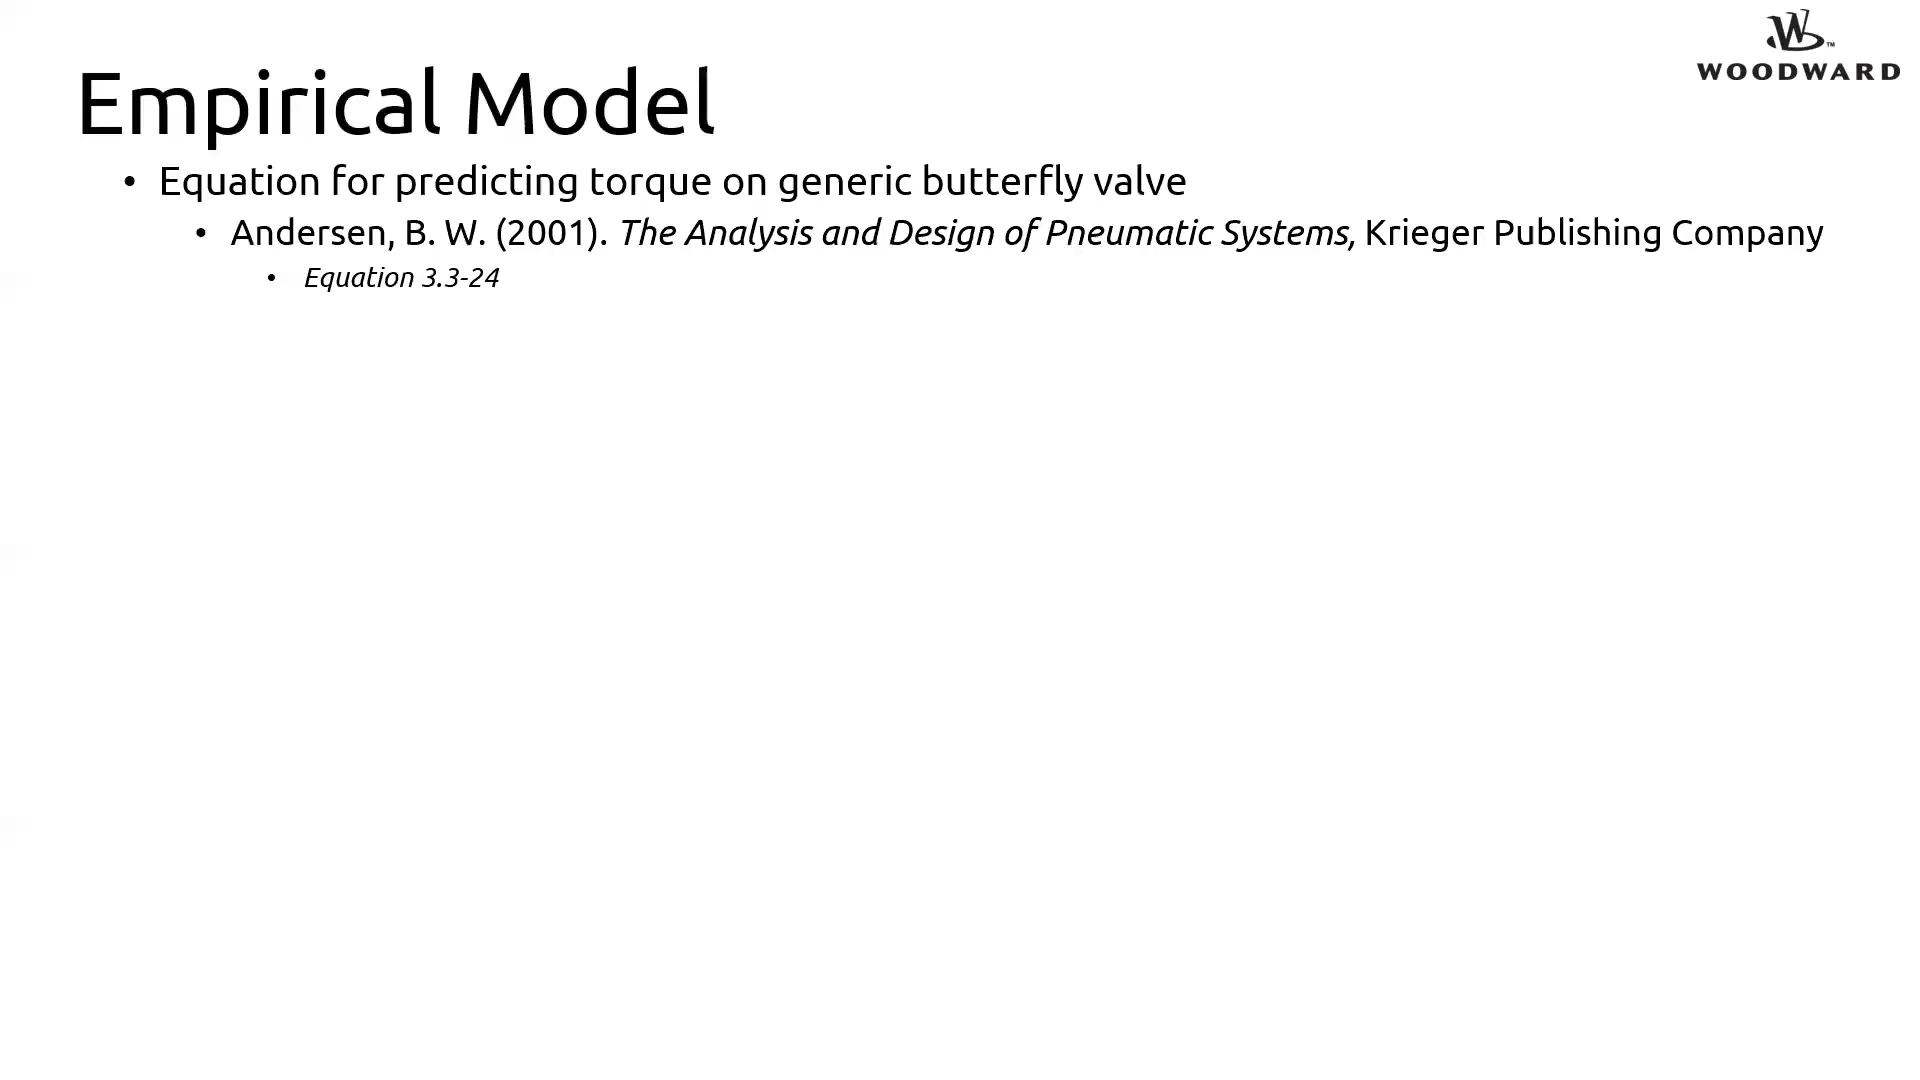 WOODWARD
Empirical Model
• Equation for predicting torque on generic butterfly valve
• Andersen, B. W. (2001). The Analysis and Design of Pneumatic Systems, Krieger Publishing Company
• Equation 3.3-24